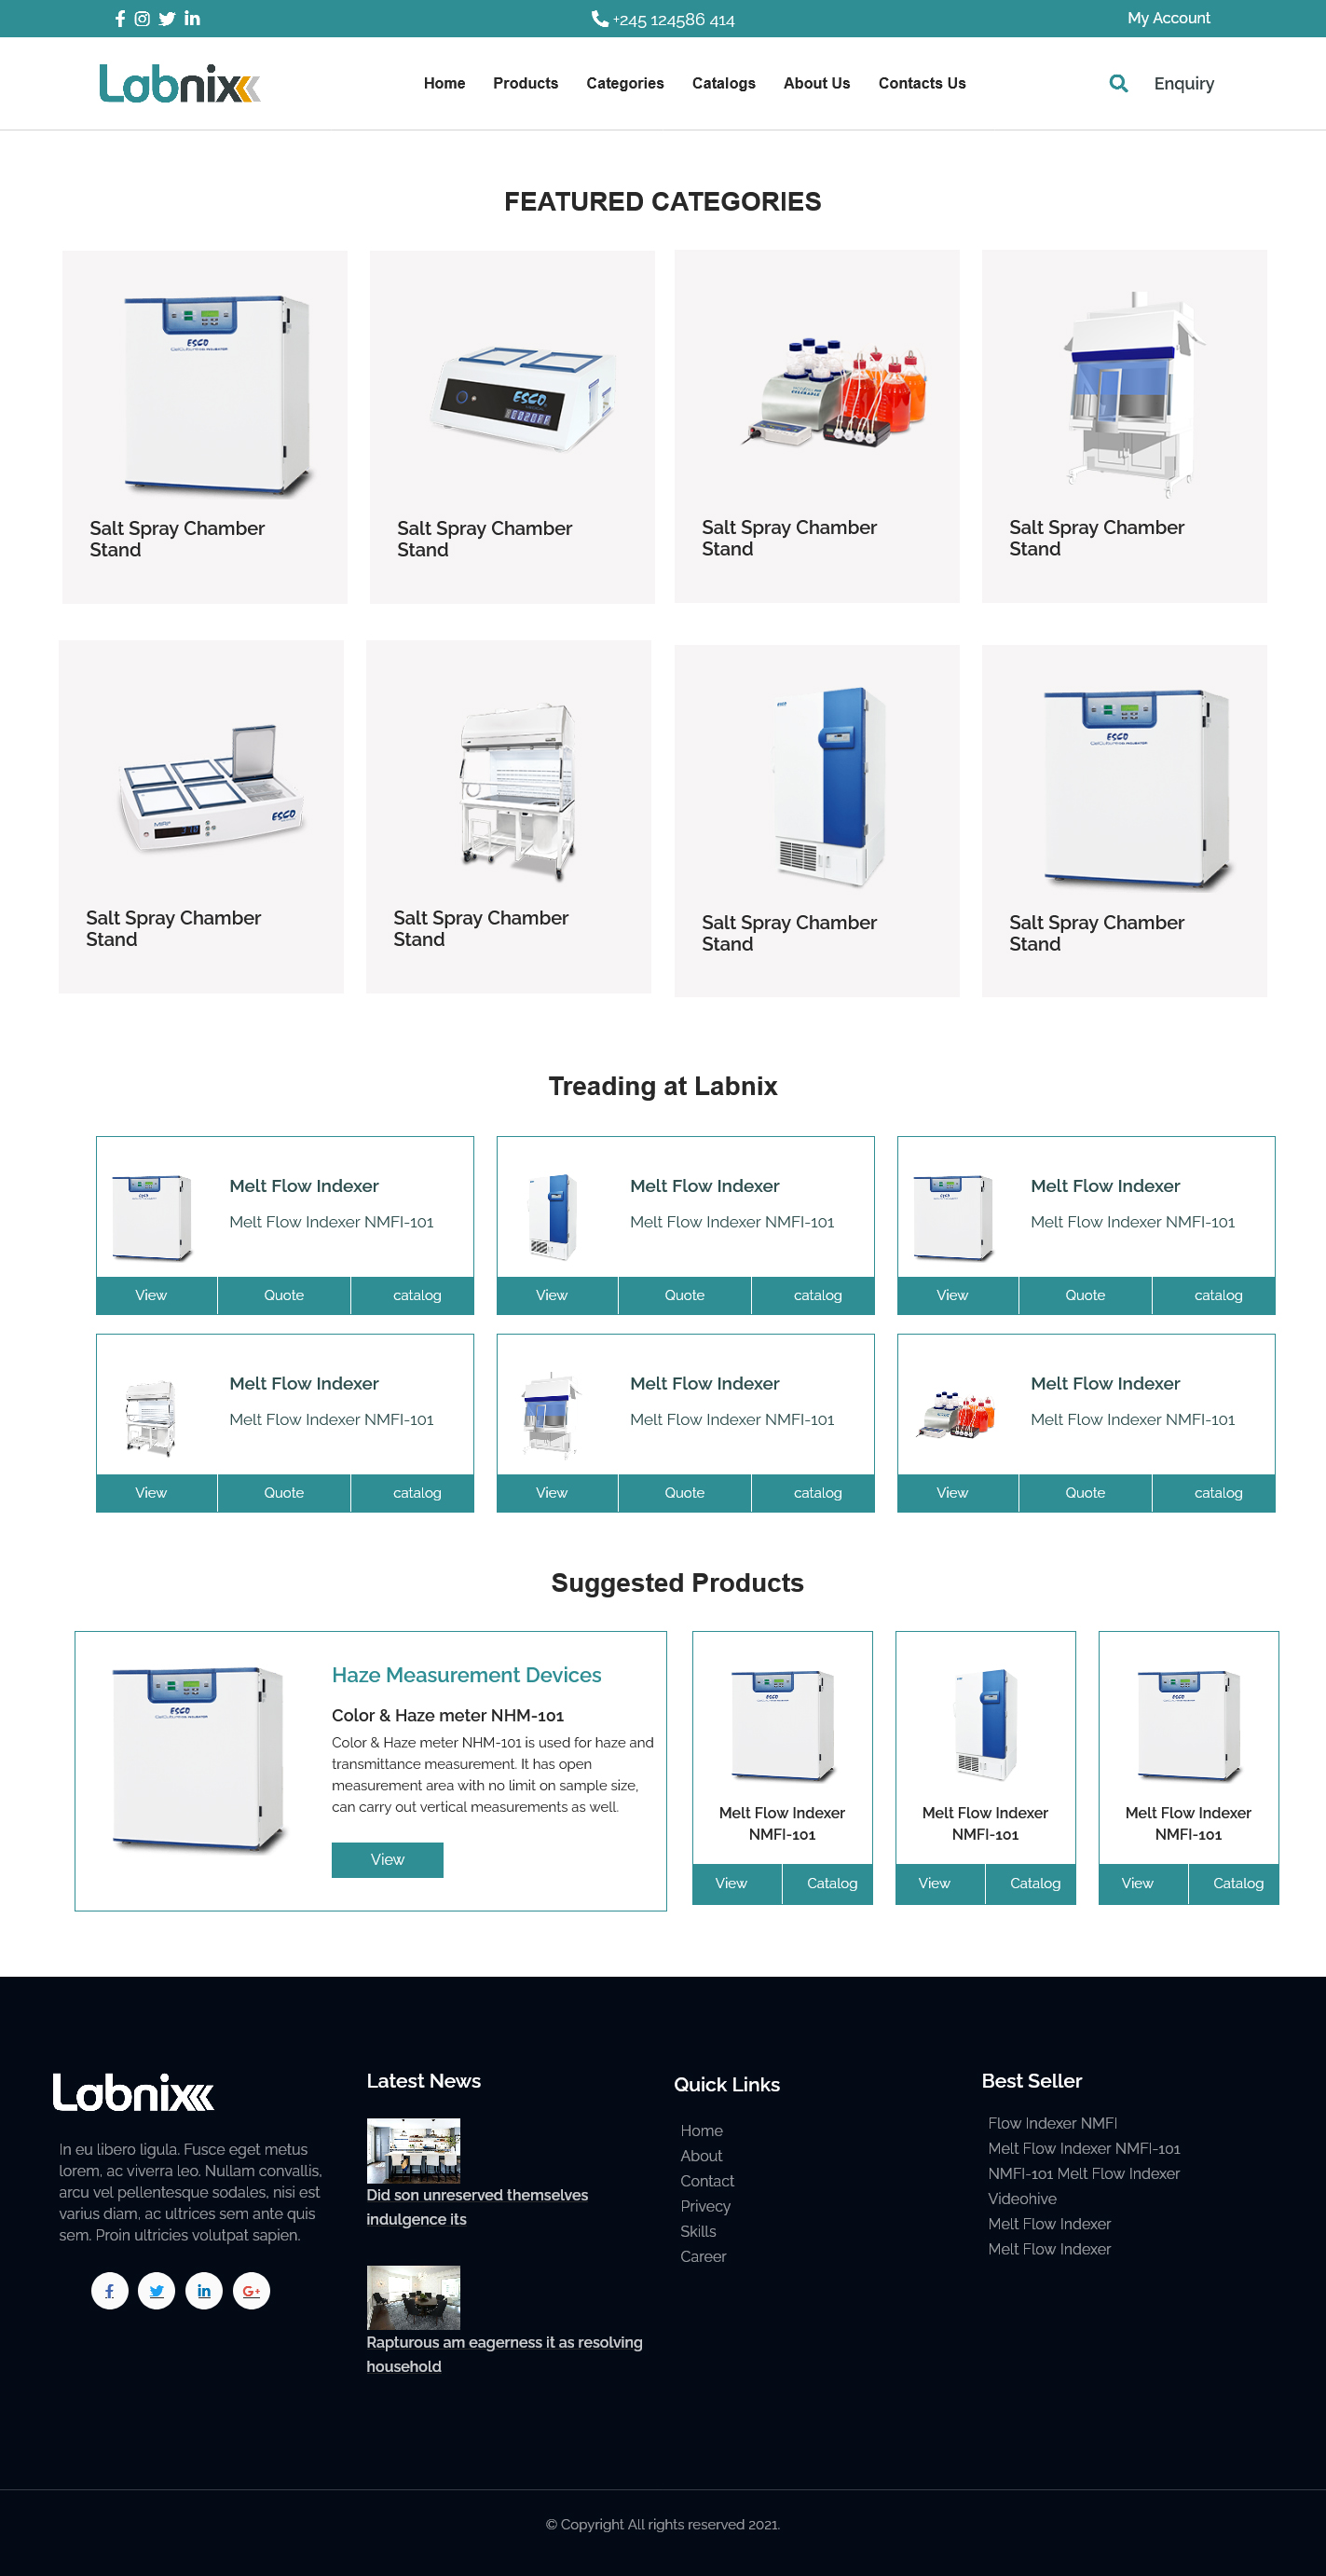 +245 124586 414
My Account
Labnix
Home Products Categories Catalogs About Us Contacts Us
Enquiry
FEATURED CATEGORIES
ESCO
Salt Spray Chamber
Stand
ESCO
Salt Spray Chamber
Stand
Salt Spray Chamber
Stand
Salt Spray Chamber
Stand
ESCO
Salt Spray Chamber
Stand
Salt Spray Chamber
Stand
Salt Spray Chamber
Stand
ESCO
Salt Spray Chamber
Stand
Treading at Labnix
Melt Flow Indexer
Melt Flow Indexer NMFI-101
View Quote catalog
Melt Flow Indexer
Melt Flow Indexer NMFI-101
View Quote catalog
Melt Flow Indexer
Melt Flow Indexer NMFI-101
View Quote catalog
Melt Flow Indexer
Melt Flow Indexer NMFI-101
View Quote catalog
Melt Flow Indexer
Melt Flow Indexer NMFI-101
View Quote catalog
Melt Flow Indexer
Melt Flow Indexer NMFI-101
View Quote catalog
Suggested Products
ESCO
Haze Measurement Devices
Color & Haze meter NHM-101
Color & Haze meter NHM-101 is used for haze and
transmittance measurement. It has open
measurement area with no limit on sample size,
can carry out vertical measurements as well.
View
Melt Flow Indexer
NMFI-101
View Catalog
Melt Flow Indexer
NMFI-101
View Catalog
Melt Flow Indexer
NMFI-101
View Catalog
Labnix
In eu libero ligula. Fusce eget metus
lorem, ac viverra leo. Nullam convallis,
arcu vel pellentesque sodales, nisi est
varius diam, ac ultrices sem ante quis
sem. Proin ultricies volutpat sapien.
Latest News
Did son unreserved themselves
indulgence its
Rapturous am eagerness it as resolving
household
Quick Links
Home
About
Contact
Privecy
Skills
Career
Best Seller
Flow Indexer NMFI
Melt Flow Indexer NMFI-101
NMFI-101 Melt Flow Indexer
Videohive
Melt Flow Indexer
Melt Flow Indexer
© Copyright All rights reserved 2021.